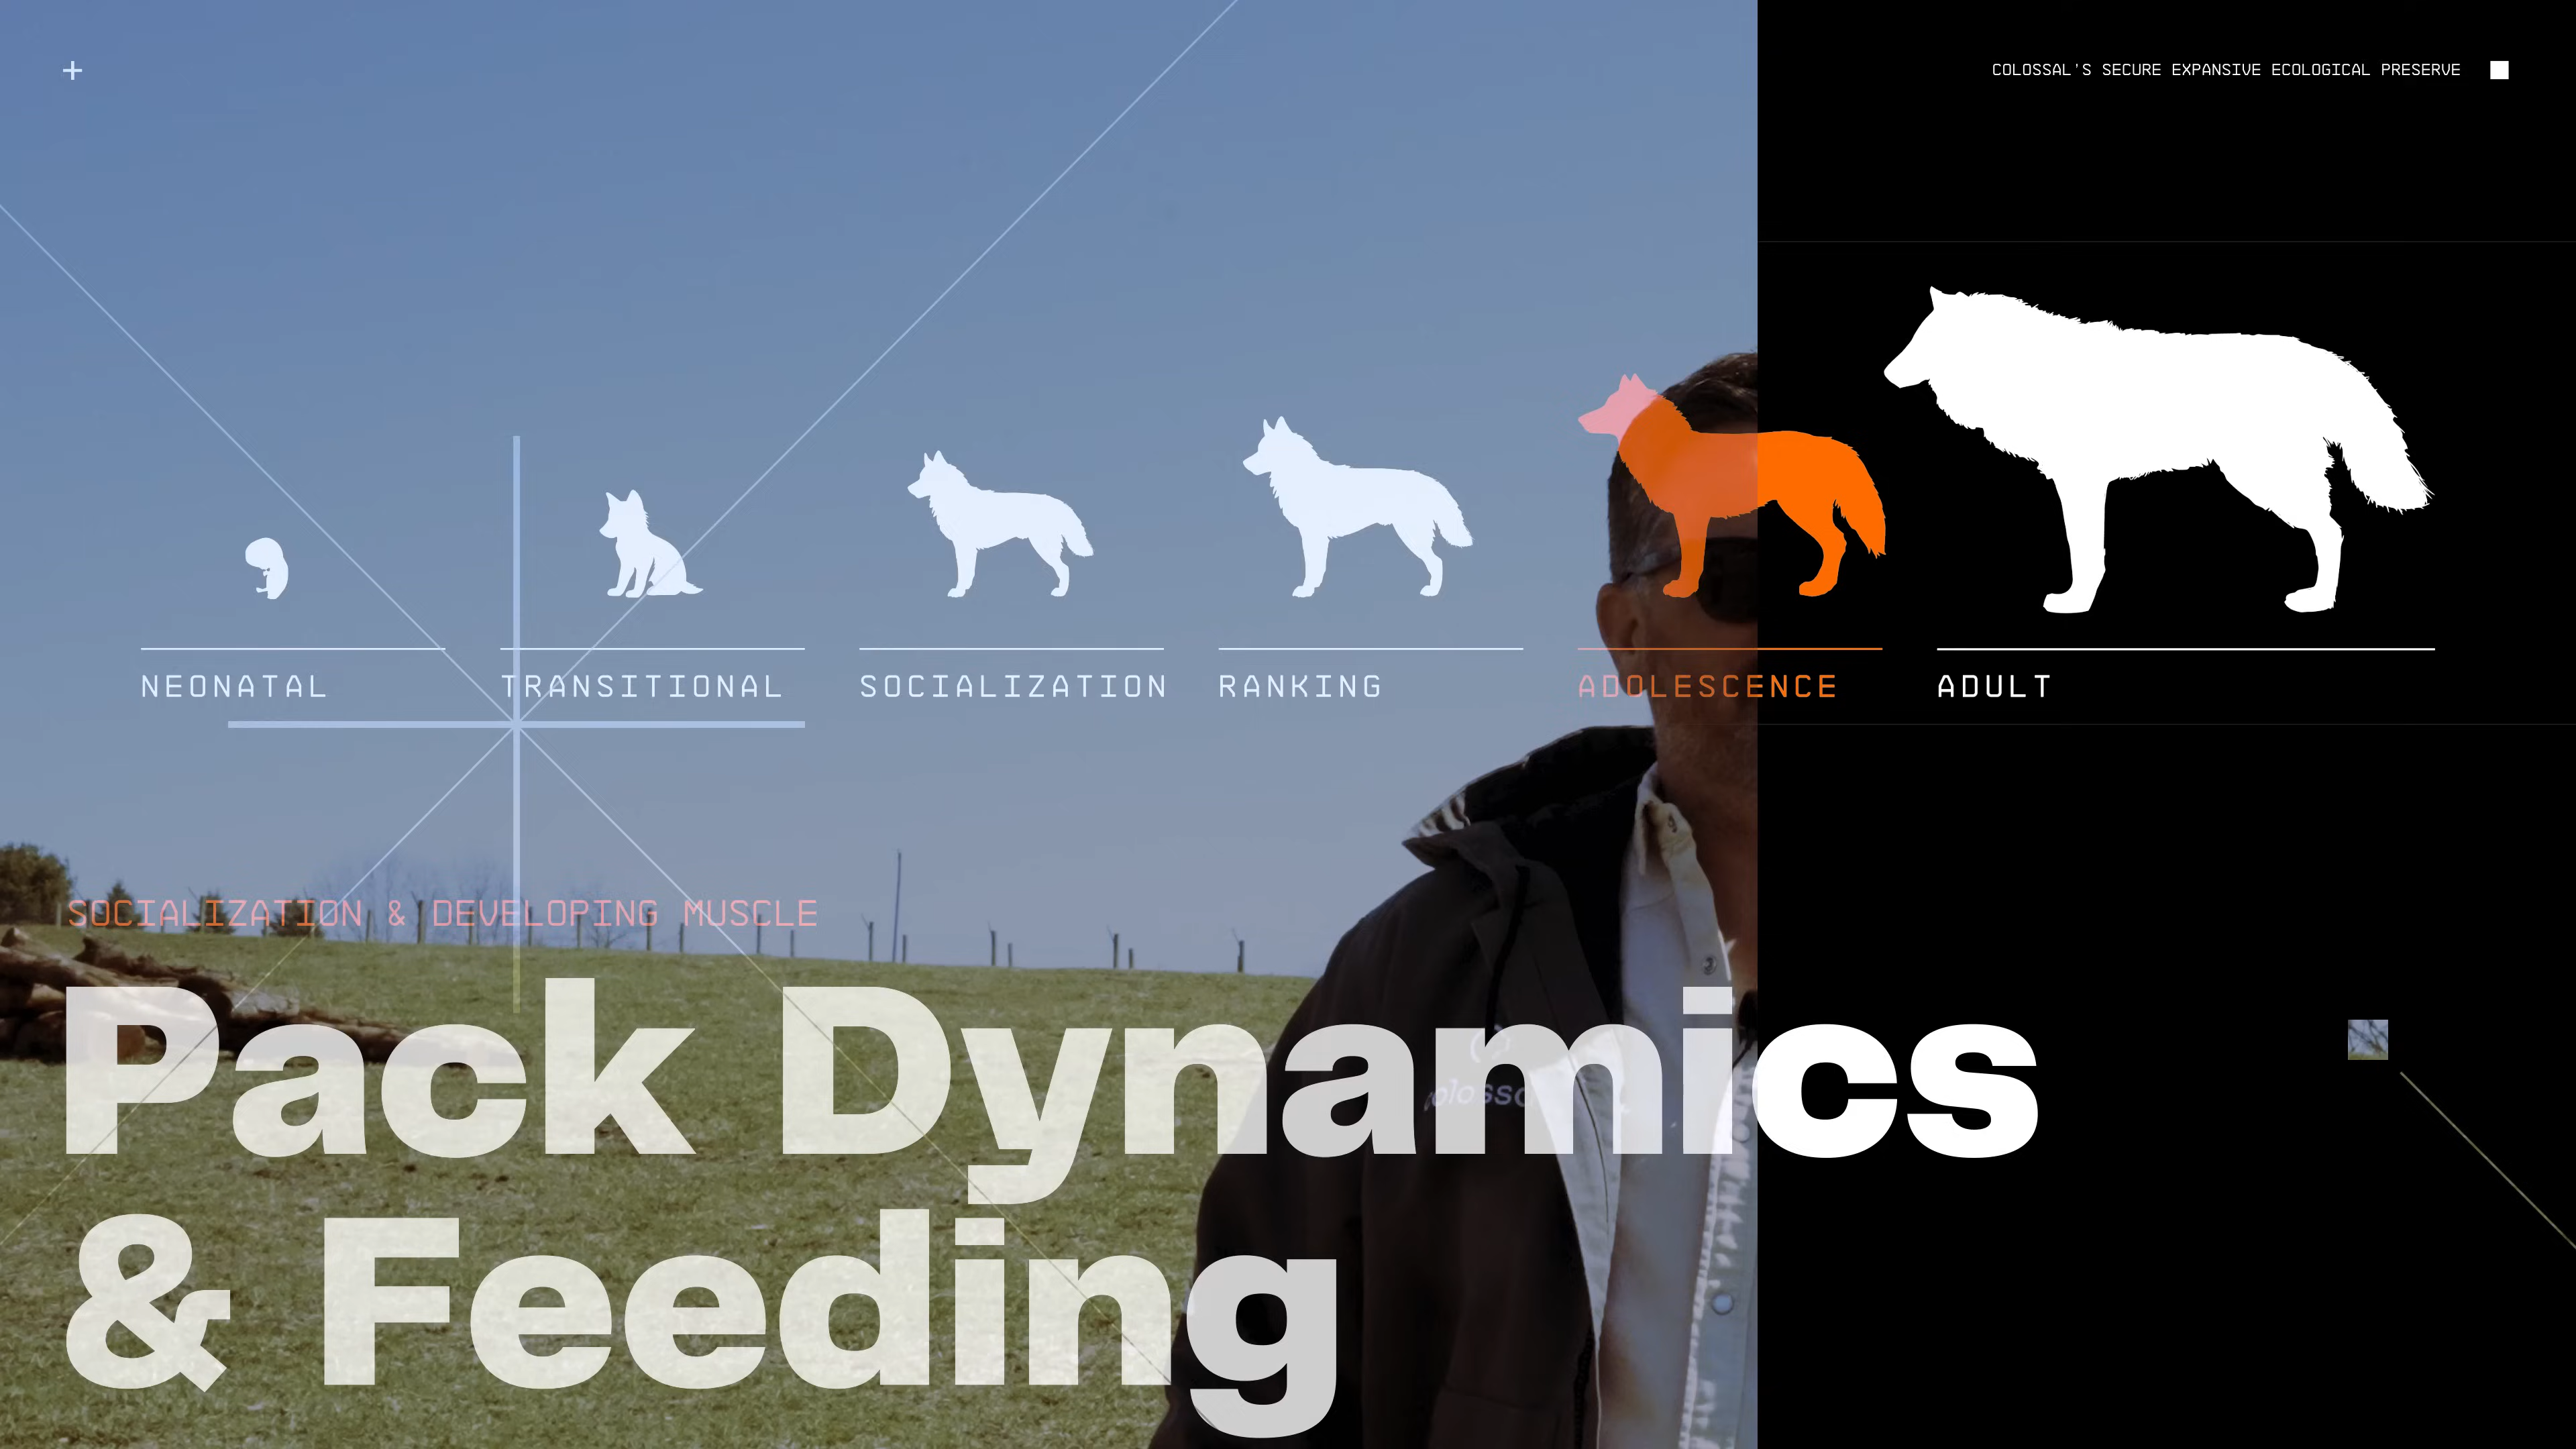 COLOSSAL'S SECURE EXPANSIVE ECOLOGICAL PRESERVE
NEONATAL
TRANSITIONAL
SOCIALIZATION
RANKING
ADOLESCENCE
ADULT
SOCIALIZATION & DEVELOPING MUSCLE
Pack Dynamics
& Feeding